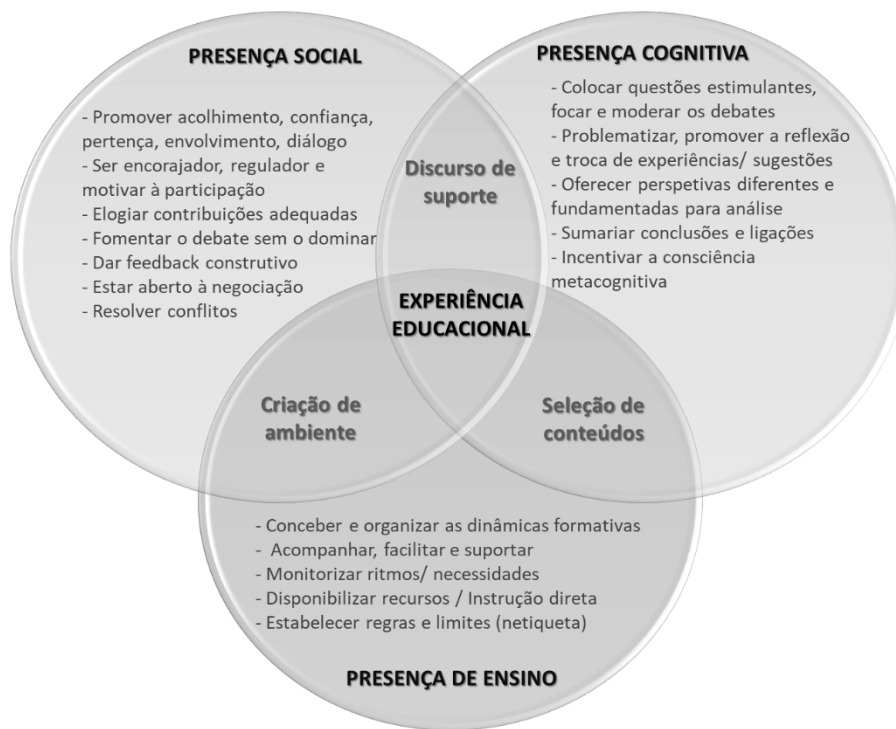 PRESENÇA SOCIAL
- Promover acolhimento, confiança,
pertença, envolvimento, diálogo
- Ser encorajador, regulador e
motivar à participação
- Elogiar contribuições adequadas
- Fomentar o debate sem o dominar
- Dar feedback construtivo
- Estar aberto à negociação
- Resolver conflitos
PRESENÇA COGNITIVA
- Colocar questões estimulantes,
focar e moderar os debates
- Problematizar, promover a reflexão
e troca de experiências/ sugestões
- Oferecer perspetivas diferentes e
fundamentadas para análise
- Sumariar conclusões e ligações
- Incentivar a consciência
metacognitiva
Discurso de
suporte
EXPERIÊNCIA
EDUCACIONAL
Criação de
ambiente
Seleção de
conteúdos
- Conceber e organizar as dinâmicas formativas
- Acompanhar, facilitar e suportar
- Monitorizar ritmos/ necessidades
- Disponibilizar recursos / Instrução direta
- Estabelecer regras e limites (netiqueta)
PRESENÇA DE ENSINO